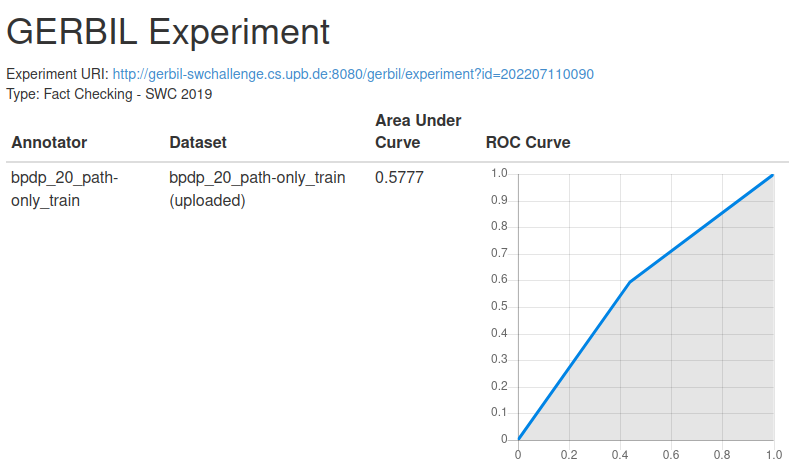 GERBIL Experiment
Experiment URI: http://gerbil-swchallenge.cs.upb.de:8080/gerbil/experiment?id=202207110090
Type: Fact Checking - SWC 2019
Annotator Dataset Area Under Curve ROC Curve
bpdp_20_path-
only_train
bpdp_20_path-only_train
(uploaded)
0.5777
1.0
0.9
0.8
0.7
0.6
0.5
0.4
0.3
0.2
0.1
0
0 0.2 0.4 0.6 0.8 1.0